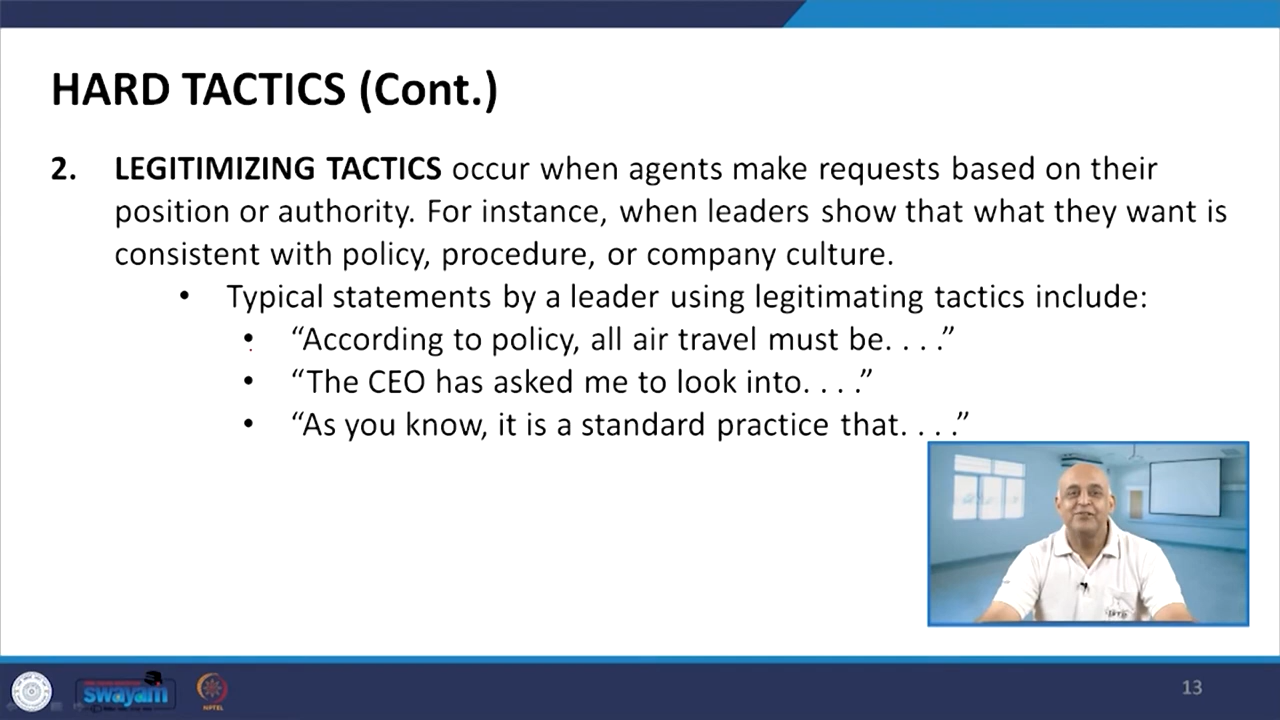 HARD TACTICS (Cont.)
2. LEGITIMIZING TACTICS occur when agents make requests based on their
position or authority. For instance, when leaders show that what they want is
consistent with policy, procedure, or company culture.
• Typical statements by a leader using legitimating tactics include:
• “According to policy, all air travel must be. . . .”
• “The CEO has asked me to look into. . . .”
• “As you know, it is a standard practice that. . . .”
swayam
NPTEL
13